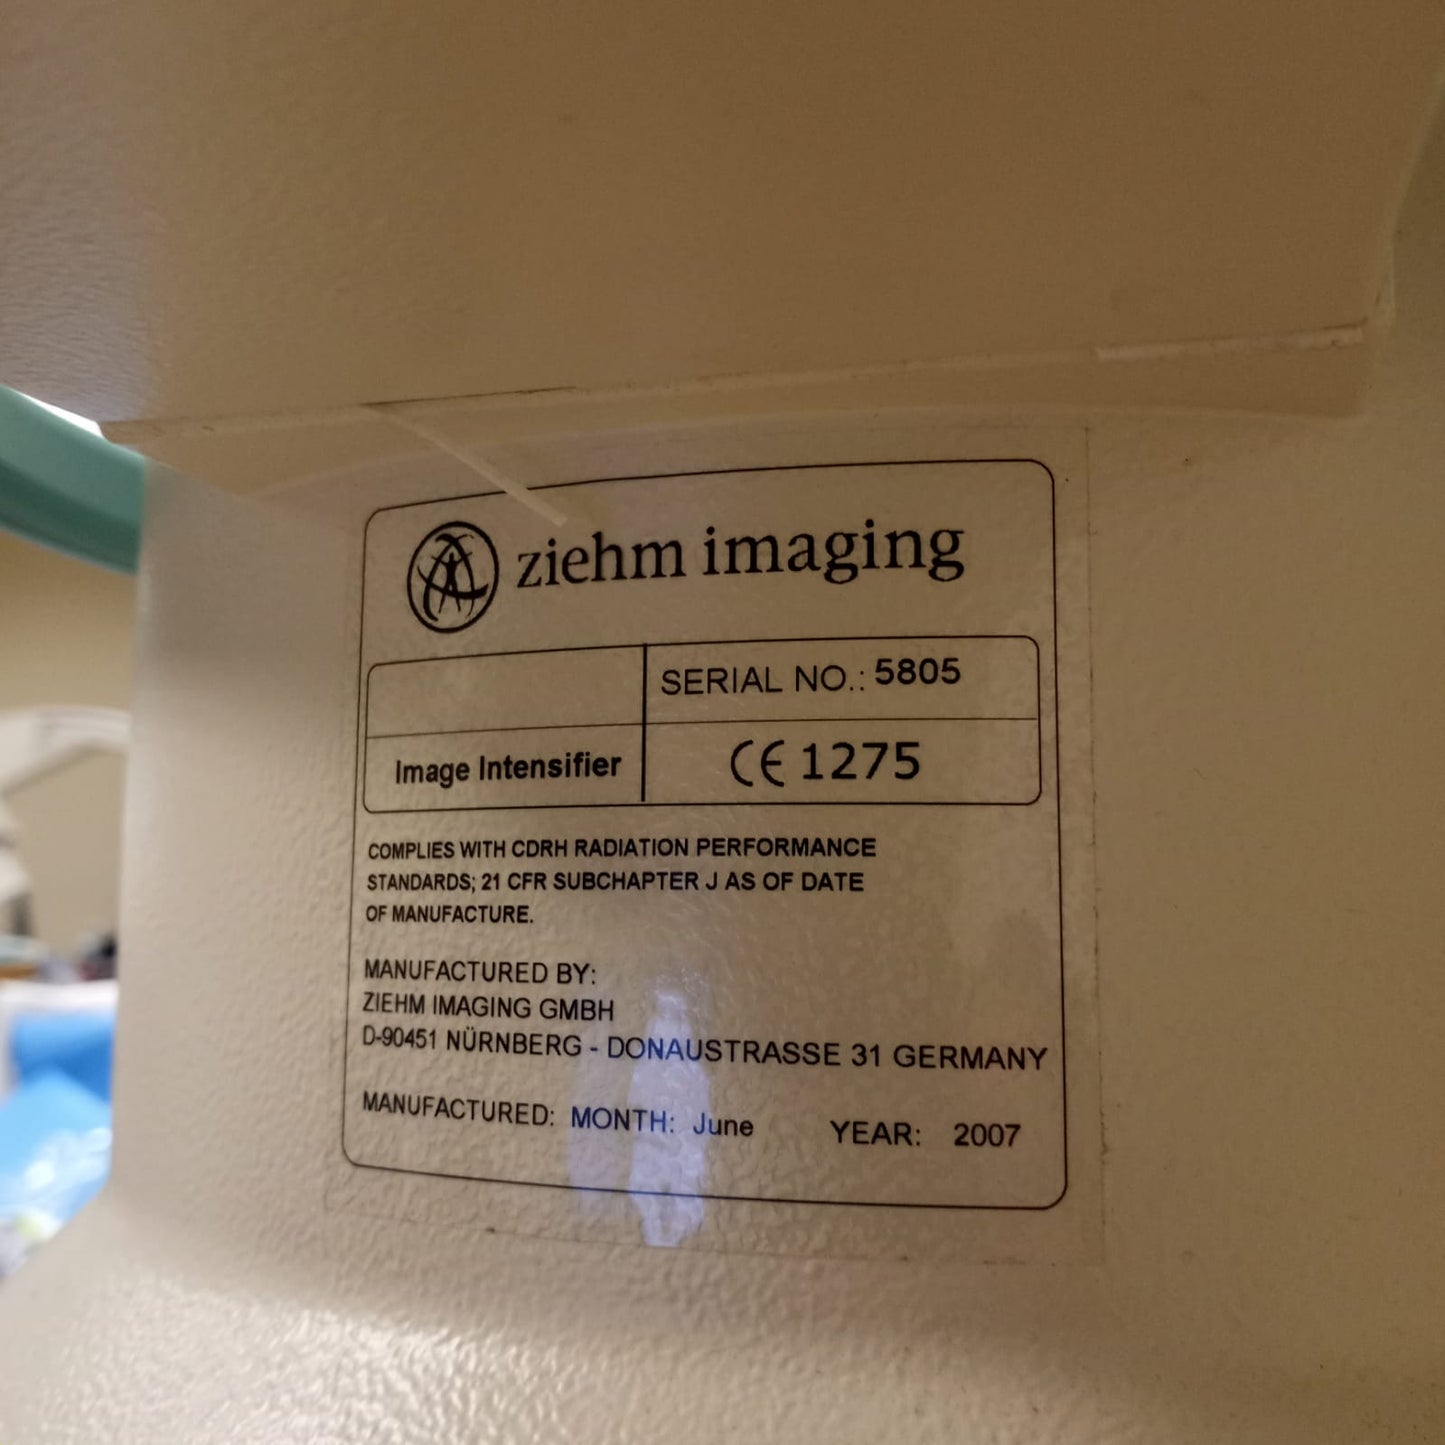 ziehm imaging
SERIAL NO.: 5805
Image Intensifier
CE 1275
COMPLIES WITH CDRH RADIATION PERFORMANCE
STANDARDS; 21 CFR SUBCHAPTER J AS OF DATE
OF MANUFACTURE.
MANUFACTURED BY:
ZIEHM IMAGING GMBH
D-90451 NÜRNBERG - DONAUSTRASSE 31 GERMANY
MANUFACTURED: MONTH: June YEAR: 2007